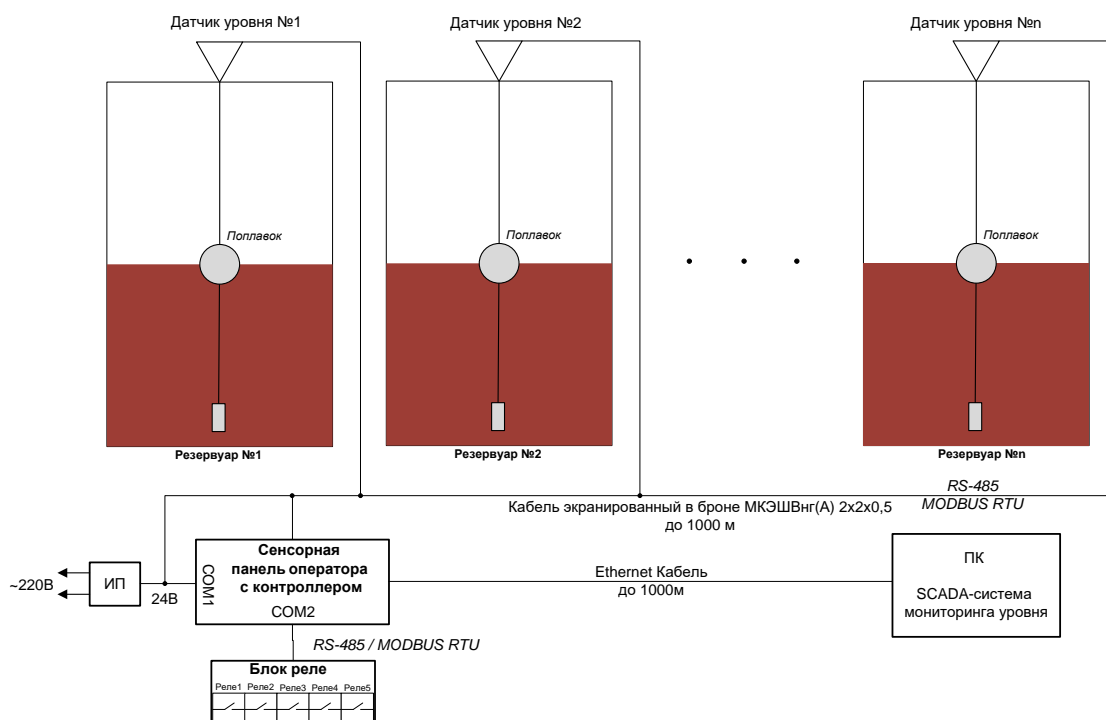 Датчик уровня №1
Датчик уровня №2
Датчик уровня №n
Поплавок
Поплавок
Поплавок
Резервуар №1
Резервуар №2
Резервуар №n
RS-485
MODBUS RTU
Кабель экранированный в броне МКЭШВнг(А) 2х2х0,5
до 1000 м
~220В
ИП
24В
COM1
Сенсорная
панель оператора
с контроллером
COM2
Ethernet Кабель
до 1000м
ПК
SCADA-система
мониторинга уровня
RS-485 / MODBUS RTU
Блок реле
Реле1 Реле2 Реле3 Реле4 Реле5